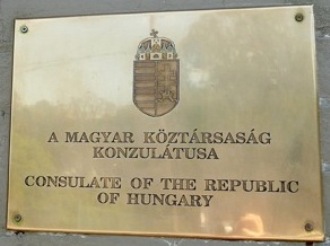 A MAGYAR KÖZTÁRSASÁG
KONZULÁTUSA
CONSULATE OF THE REPUBLIC
OF HUNGARY